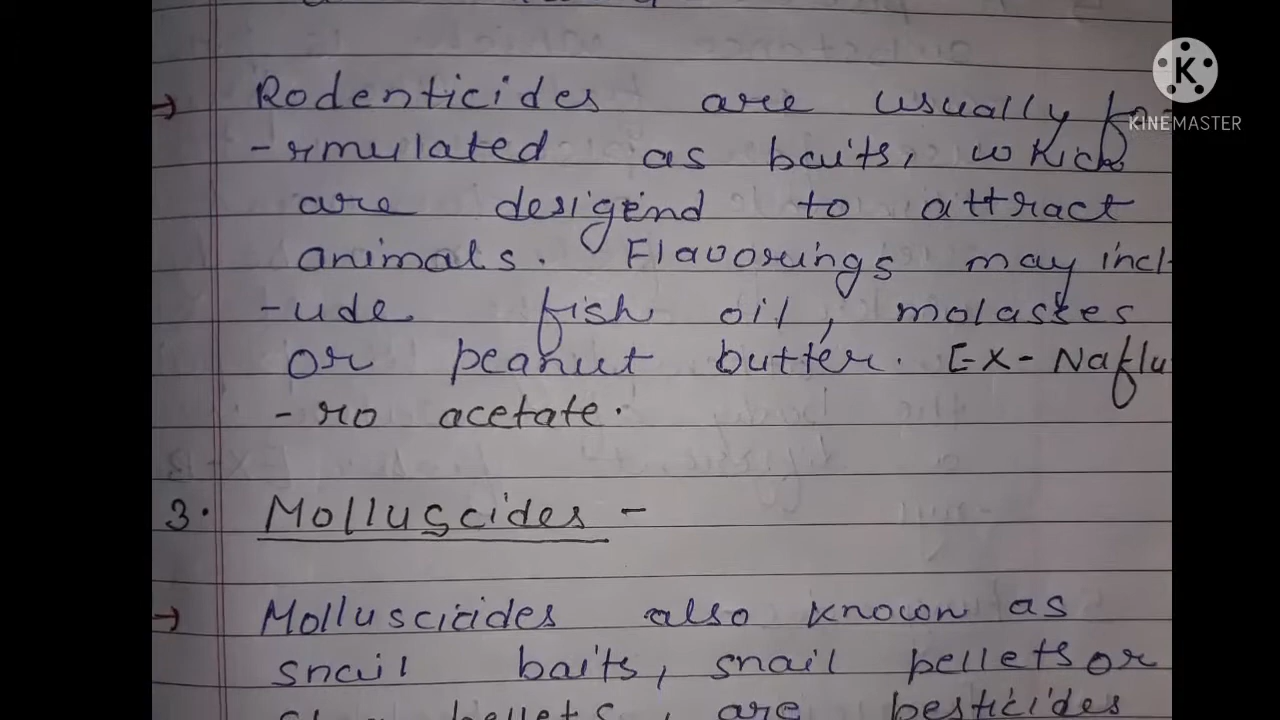 → Rodenticides are usually fo
-rmulated as baits, which
are desigend to attract
animals. Flavorings may incl-
-ude fish oil, molasses
or peanut butter. Ex- Naflu
-ro acetate.
3. Molluscides -
→ Molluscicides also known as
snail baits, snail pellets or
pellets, are pesticides
K
KINEMASTER